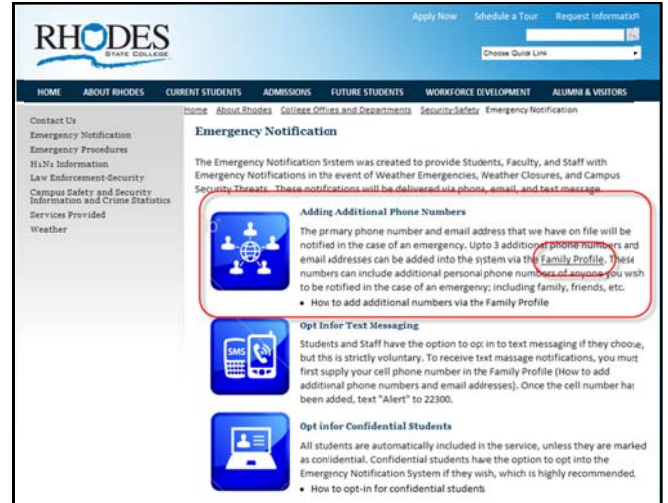 Apply Now Schedule a Tour Request Information
RHODES
STATE COLLEGE
Choose Quick Link
HOME ABOUT RHODES CURRENT STUDENTS ADMISSIONS FUTURE STUDENTS WORKFORCE DEVELOPMENT ALUMNI & VISITORS
Home About Rhodes College Offices and Departments Security-Safety Emergency Notification
Contact Us
Emergency Notification
Emergency Procedures
H1N1 Information
Law Enforcement-Security
Campus Safety and Security
Information and Crime Statistics
Services Provided
Weather
Emergency Notification
The Emergency Notification System was created to provide Students, Faculty, and Staff with
Emergency Notifications in the event of Weather Emergencies, Weather Closures, and Campus
Security Threats. These notifications will be delivered via phone, email, and text message.
Adding Additional Phone Numbers
The primary phone number and email address that we have on file will be
notified in the case of an emergency. Upto 3 additional phone numbers and
email addresses can be added into the system via the Family Profile. These
numbers can include additional personal phone numbers of anyone you wish
to be notified in the case of an emergency; including family, friends, etc.
• How to add additional numbers via the Family Profile
Opt In for Text Messaging
SMS
Students and Staff have the option to opt in to text messaging if they choose,
but this is strictly voluntary. To receive text massage notifications, you must
first supply your cell phone number in the Family Profile (How to add
additional phone numbers and email addresses). Once the cell number has
been added, text "Alert" to 22300.
Opt in for Confidential Students
All students are automatically included in the service, unless they are marked
as confidential. Confidential students have the option to opt into the
Emergency Notification System if they wish, which is highly recommended.
• How to opt-in for confidential students